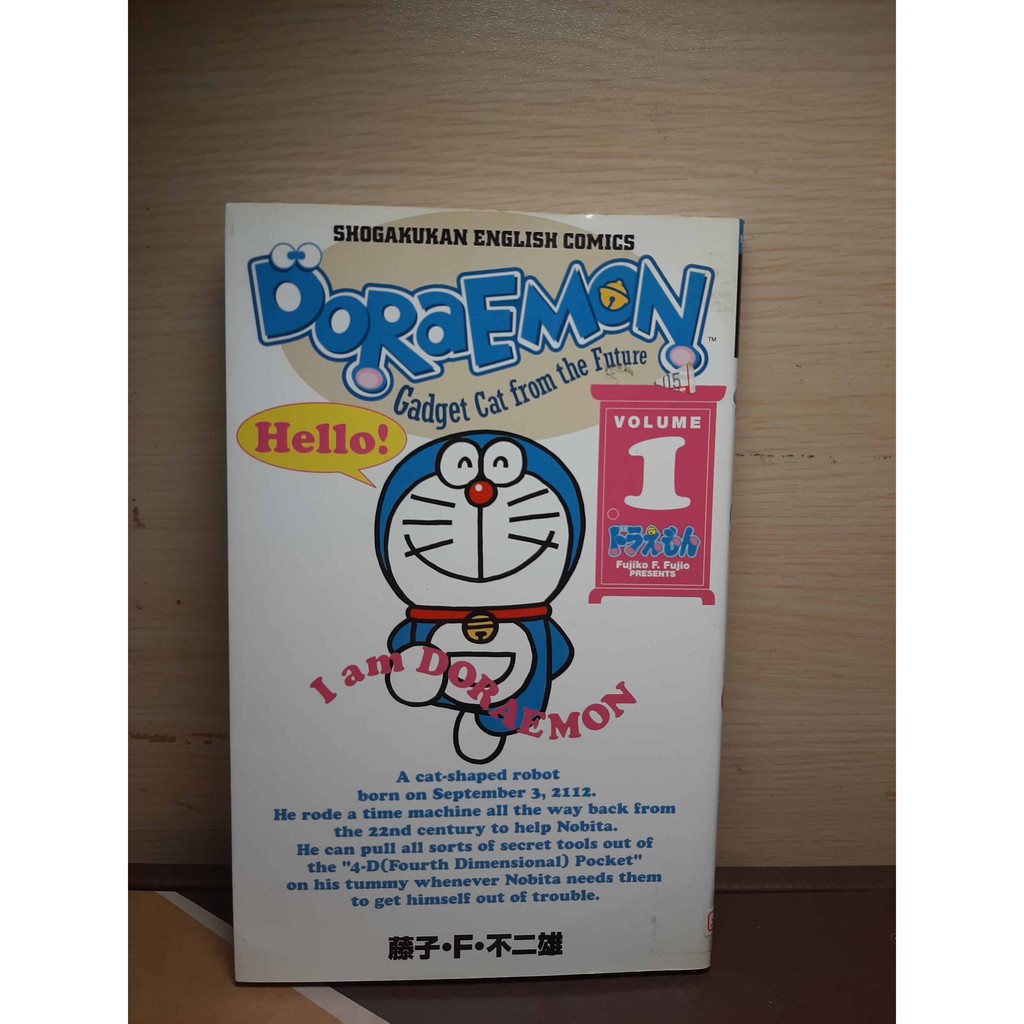 SHOGAKUKAN ENGLISH COMICS
DORAEMON
TM
Gadget Cat from the Future
05
Hello!
VOLUME
1
ドラえもん
Fujiko F. Fujio
PRESENTS
I am DORAEMON
A cat-shaped robot
born on September 3, 2112.
He rode a time machine all the way back from
the 22nd century to help Nobita.
He can pull all sorts of secret tools out of
the "4-D(Fourth Dimensional) Pocket"
on his tummy whenever Nobita needs them
to get himself out of trouble.
藤子・F・不二雄